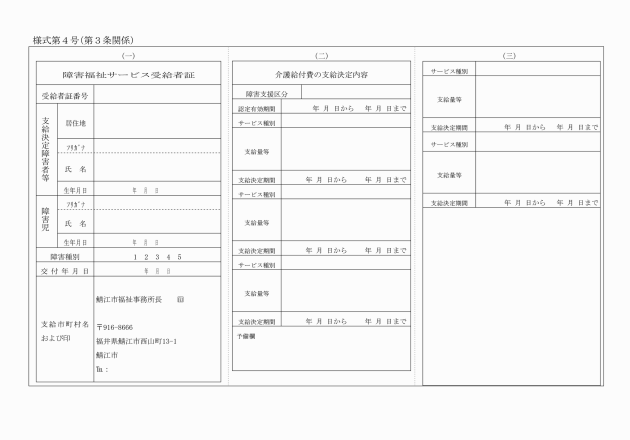 様式第４号(第３条関係)
(一)
障害福祉サービス受給者証
受給者証番号
支給決定障害者等
居住地
ﾌﾘｶﾞﾅ
氏　名
生年月日
年　月　日
障害児
ﾌﾘｶﾞﾅ
氏　名
生年月日
年　月　日
障害種別
１　２　３　４　５
交付年月日
年　月　日
支給市町村名
および印
鯖江市福祉事務所長　㊞
〒916-8666
福井県鯖江市西山町13-1
鯖江市
℡：
(二)
介護給付費の支給決定内容
障害支援区分
認定有効期間
年　月　日から　　年　月　日まで
サービス種別
支給量等
支給決定期間
年　月　日から　　年　月　日まで
サービス種別
支給量等
支給決定期間
年　月　日から　　年　月　日まで
サービス種別
支給量等
支給決定期間
年　月　日から　　年　月　日まで
予備欄
(三)
サービス種別
支給量等
支給決定期間
年　月　日から　　年　月　日まで
サービス種別
支給量等
支給決定期間
年　月　日から　　年　月　日まで